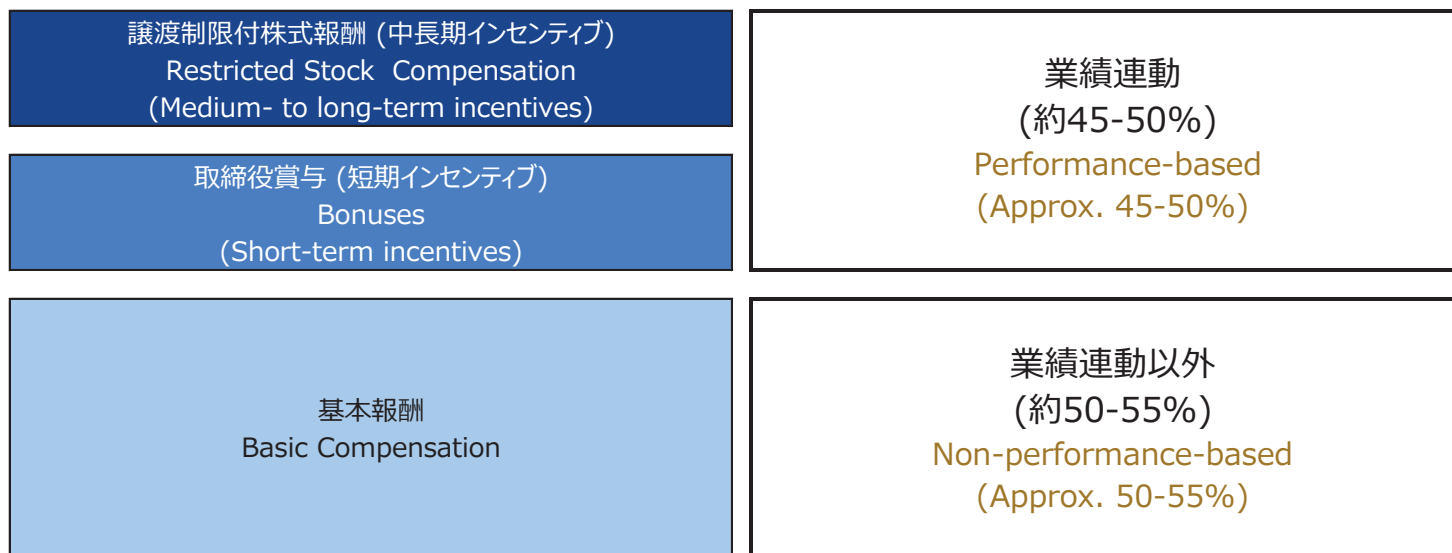 譲渡制限付株式報酬 (中長期インセンティブ)
Restricted Stock Compensation
(Medium- to long-term incentives)
取締役賞与 (短期インセンティブ)
Bonuses
(Short-term incentives)
業績連動
(約45-50%)
Performance-based
(Approx. 45-50%)
基本報酬
Basic Compensation
業績連動以外
(約50-55%)
Non-performance-based
(Approx. 50-55%)